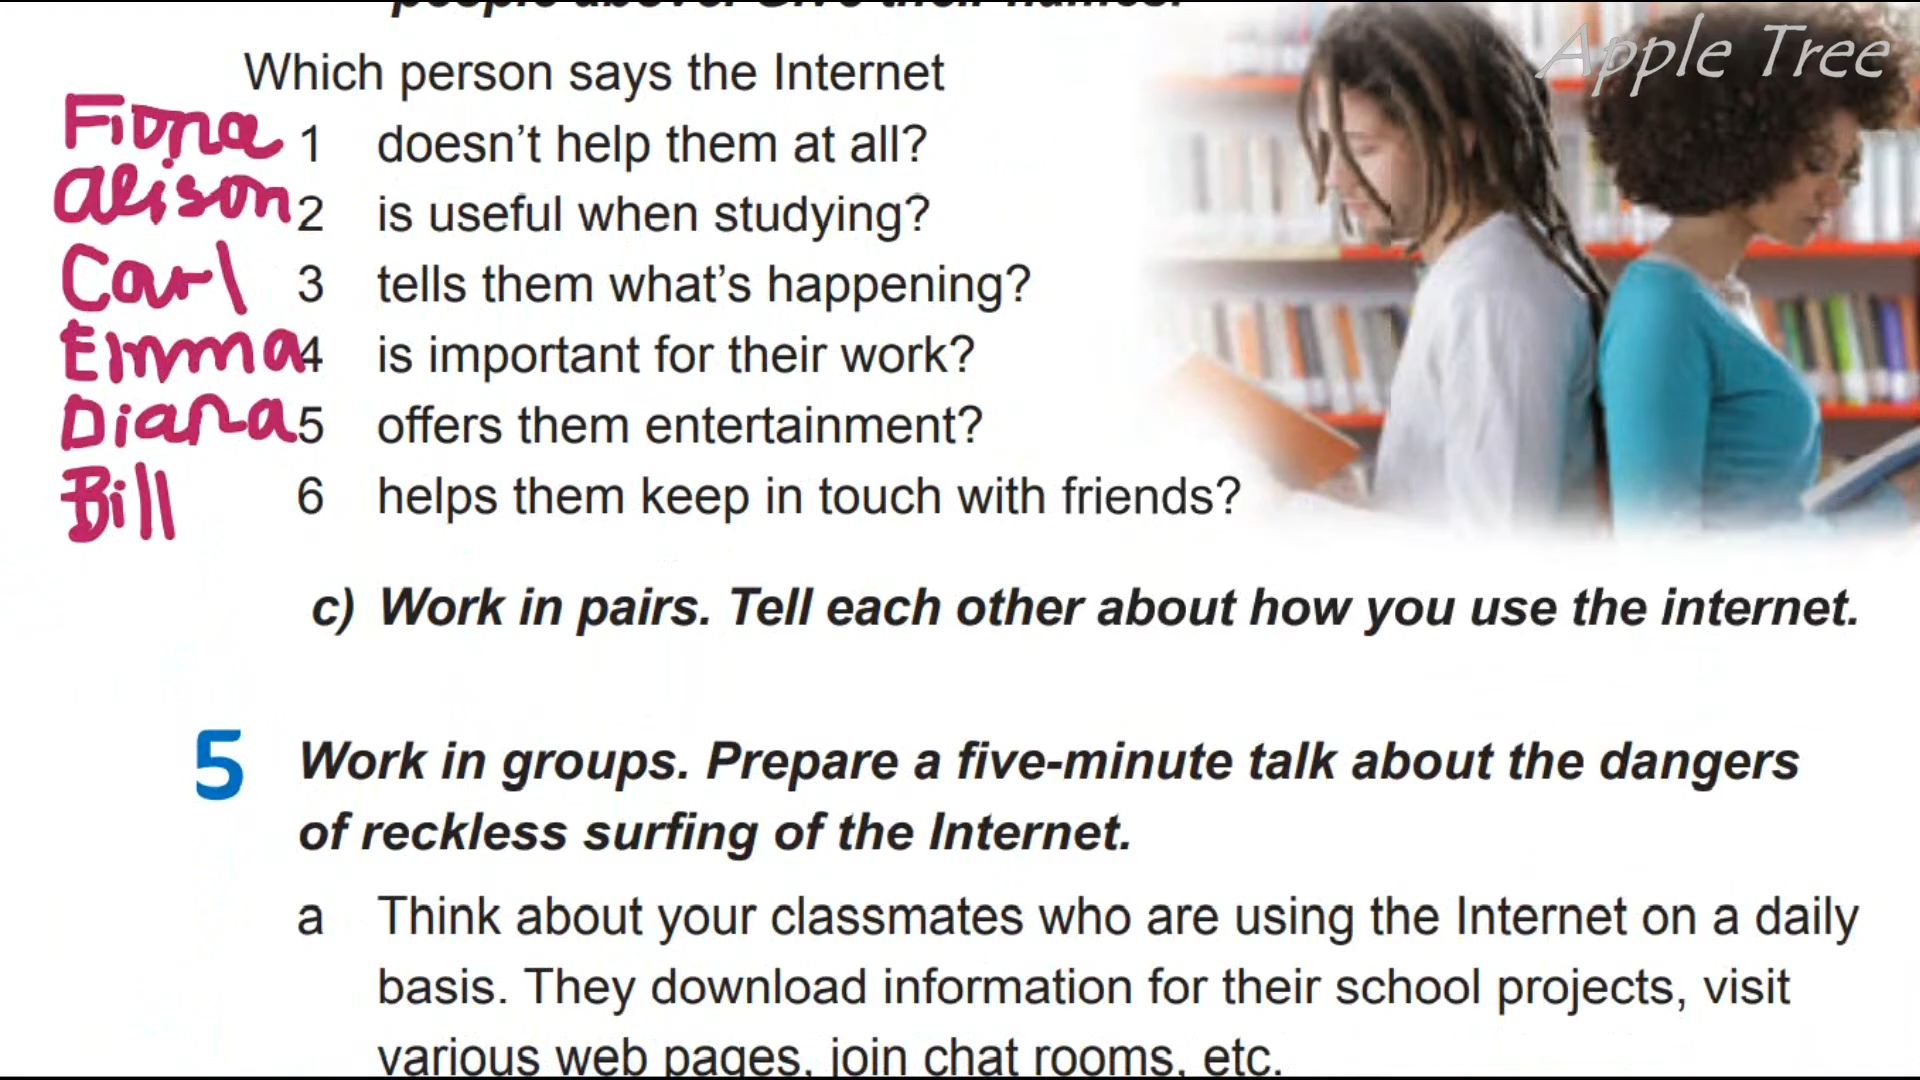 people above. Give their names.
Apple Tree
Which person says the Internet
Fiona 1 doesn't help them at all?
Alison 2 is useful when studying?
Carl 3 tells them what's happening?
Emma 4 is important for their work?
Diana 5 offers them entertainment?
Bill 6 helps them keep in touch with friends?
c) Work in pairs. Tell each other about how you use the internet.
5 Work in groups. Prepare a five-minute talk about the dangers
of reckless surfing of the Internet.
a Think about your classmates who are using the Internet on a daily
basis. They download information for their school projects, visit
various web pages, join chat rooms, etc.